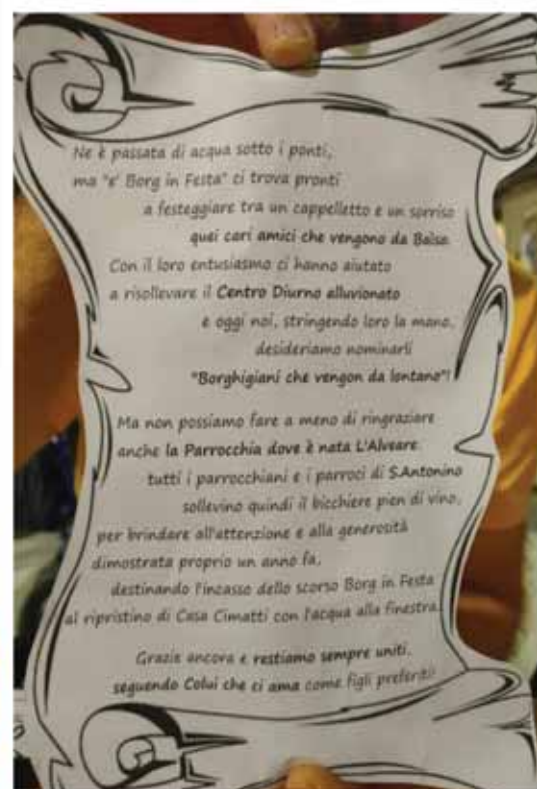 Ne è passata di acqua sotto i ponti,
ma "e' Borg in Festa" ci trova pronti
a festeggiare tra un cappelletto e un sorriso
quei cari amici che vengono da Baiso.
Con il loro entusiasmo ci hanno aiutato
a risollevare il Centro Diurno alluvionato
e oggi noi, stringendo loro la mano,
desideriamo nominarli
"Borghigiani che vengon da lontano"!
Ma non possiamo fare a meno di ringraziare
anche la Parrocchia dove è nata L'Alveare:
tutti i parrocchiani e i parroci di S.Antonino
sollevino quindi il bicchiere pien di vino,
per brindare all'attenzione e alla generosità
dimostrata proprio un anno fa,
destinando l'incasso dello scorso Borg in Festa
al ripristino di Casa Cimatti con l'acqua alla finestra.
Grazie ancora e restiamo sempre uniti,
seguendo Colui che ci ama come figli preferiti!